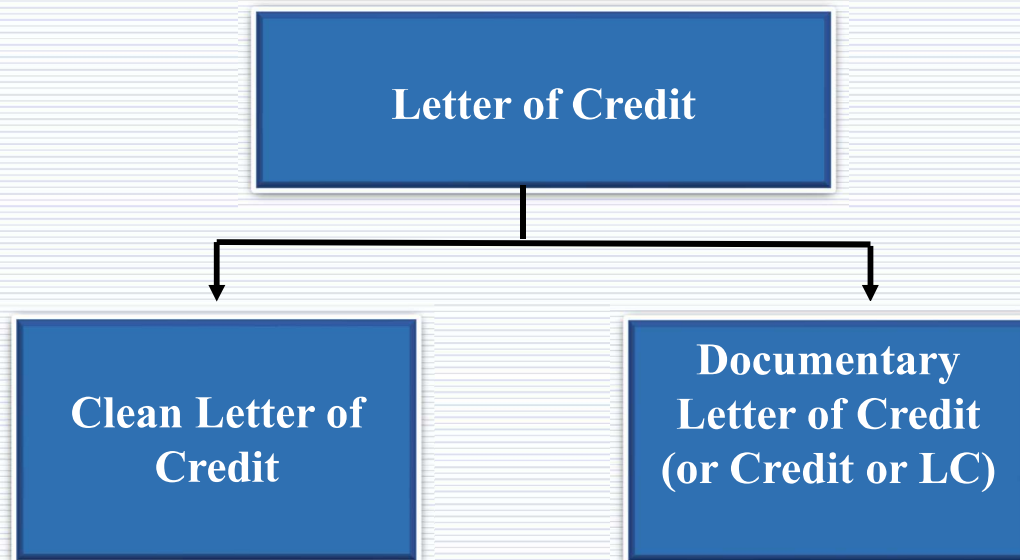 Letter of Credit
Clean Letter of
Credit
Documentary
Letter of Credit
(or Credit or LC)